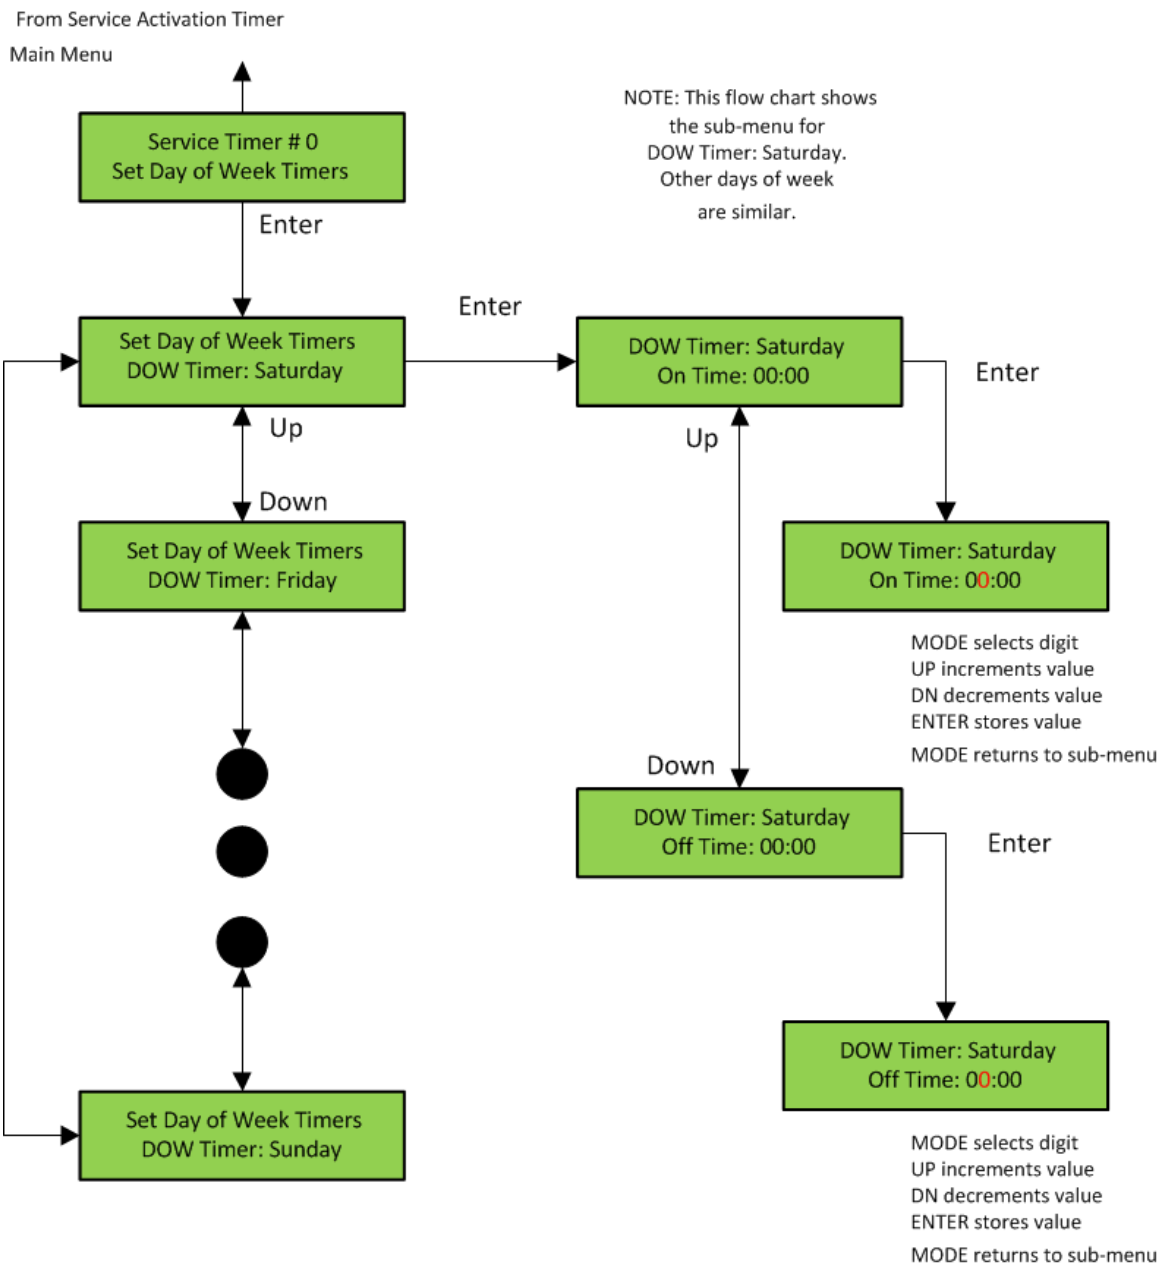 From Service Activation Timer
Main Menu
NOTE: This flow chart shows
the sub-menu for
DOW Timer: Saturday.
Other days of week
are similar.
Service Timer # 0
Set Day of Week Timers
Enter
Set Day of Week Timers
DOW Timer: Saturday
Enter
DOW Timer: Saturday
On Time: 00:00
Enter
Up
Down
Up
Set Day of Week Timers
DOW Timer: Friday
DOW Timer: Saturday
On Time: 00:00
MODE selects digit
UP increments value
DN decrements value
ENTER stores value
MODE returns to sub-menu
Down
DOW Timer: Saturday
Off Time: 00:00
Enter
DOW Timer: Saturday
Off Time: 00:00
Set Day of Week Timers
DOW Timer: Sunday
MODE selects digit
UP increments value
DN decrements value
ENTER stores value
MODE returns to sub-menu